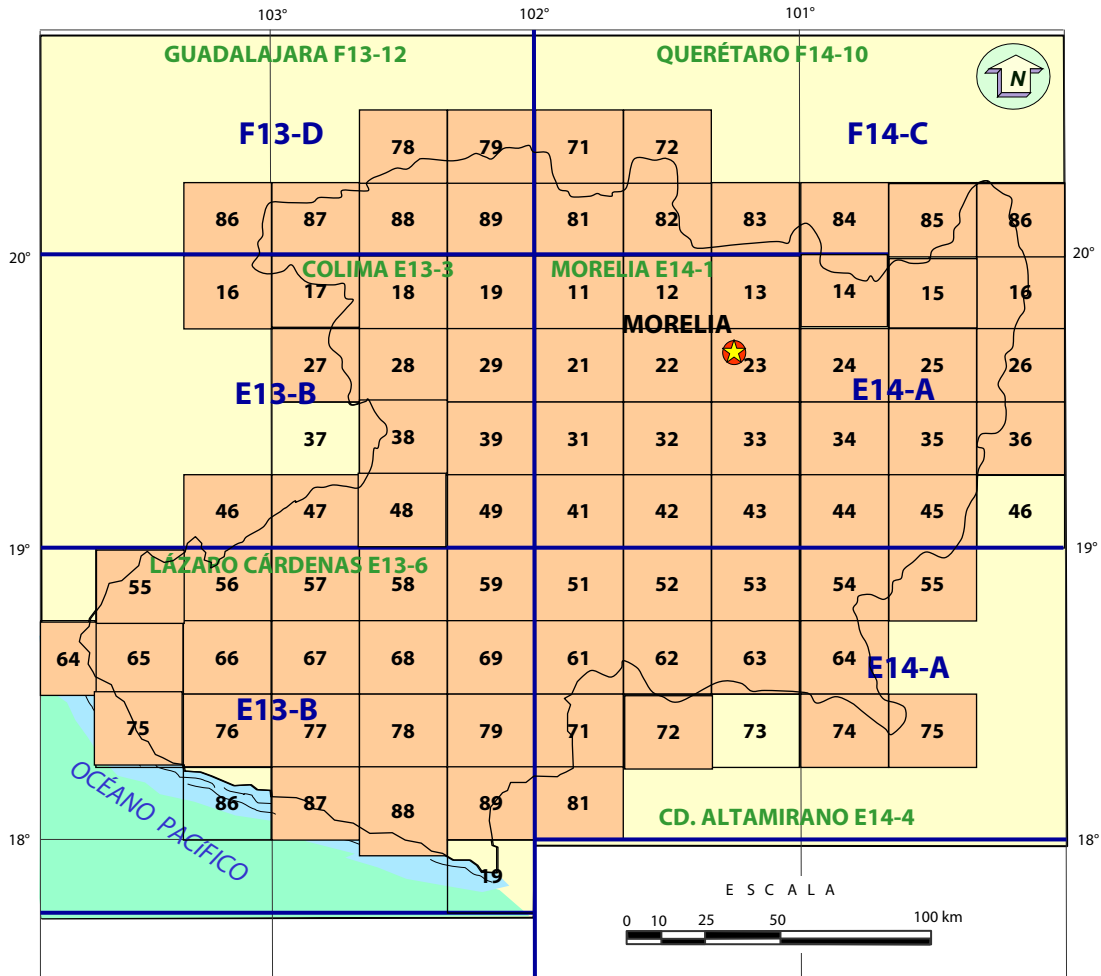 103° 102° 101°
GUADALAJARA F13-12 QUERÉTARO F14-10
N
F13-D F14-C
78 79 71 72
86 87 88 89 81 82 83 84 85 86
20° 20°
COLIMA E13-3 MORELIA E14-1
16 17 18 19 11 12 13 14 15 16
MORELIA
27 28 29 21 22 23 24 25 26
E13-B E14-A
37 38 39 31 32 33 34 35 36
46 47 48 49 41 42 43 44 45 46
19° 19°
LÁZARO CÁRDENAS E13-6
55 56 57 58 59 51 52 53 54 55
64 65 66 67 68 69 61 62 63 64
E14-A
E13-B
75 76 77 78 79 71 72 73 74 75
OCÉANO PACÍFICO
86 87 88 89 81
CD. ALTAMIRANO E14-4
18° 18°
19
ESCALA
0 10 25 50 100 km